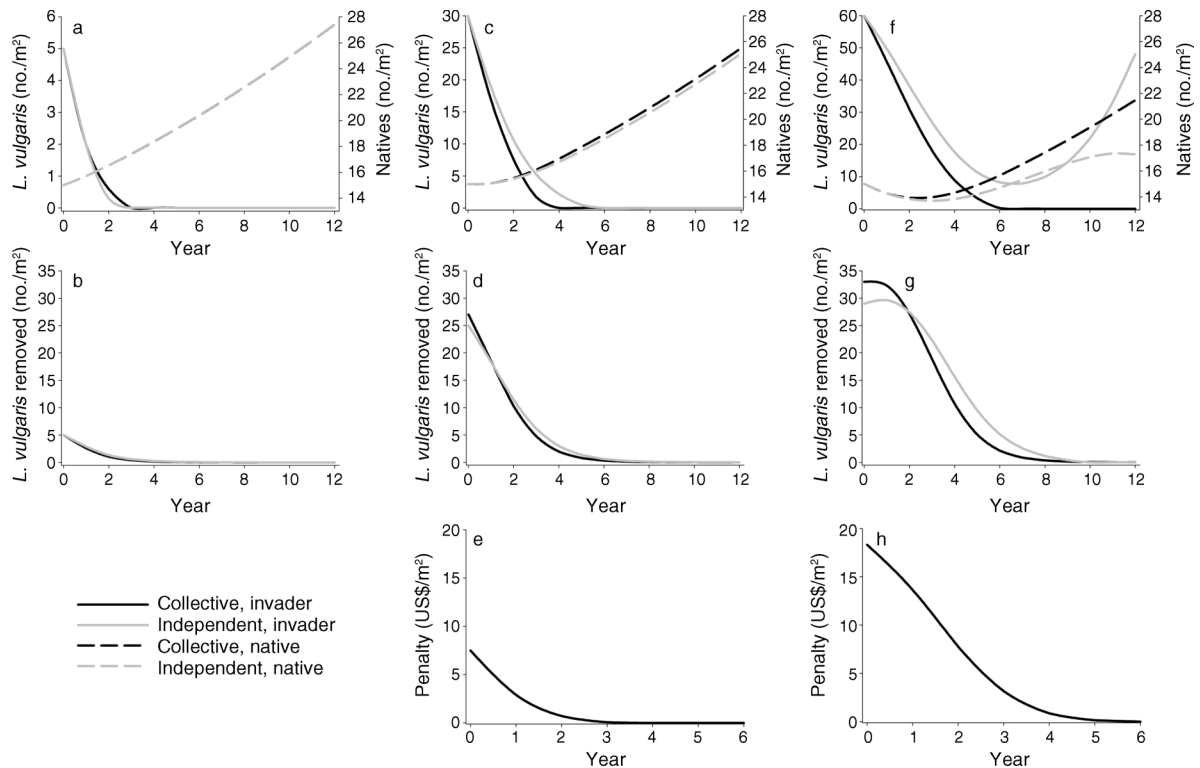 a
6
5
4
3
2
1
0
L. vulgaris (no./m²)
28
26
24
22
20
18
16
14
Natives (no./m²)
0 2 4 6 8 10 12
Year
c
30
25
20
15
10
5
0
L. vulgaris (no./m²)
28
26
24
22
20
18
16
14
Natives (no./m²)
0 2 4 6 8 10 12
Year
f
60
50
40
30
20
10
0
L. vulgaris (no./m²)
28
26
24
22
20
18
16
14
Natives (no./m²)
0 2 4 6 8 10 12
Year
b
35
30
25
20
15
10
5
0
L. vulgaris removed (no./m²)
0 2 4 6 8 10 12
Year
d
35
30
25
20
15
10
5
0
L. vulgaris removed (no./m²)
0 2 4 6 8 10 12
Year
g
35
30
25
20
15
10
5
0
L. vulgaris removed (no./m²)
0 2 4 6 8 10 12
Year
Collective, invader
Independent, invader
Collective, native
Independent, native
e
20
15
10
5
0
Penalty (US$/m²)
0 1 2 3 4 5 6
Year
h
20
15
10
5
0
Penalty (US$/m²)
0 1 2 3 4 5 6
Year